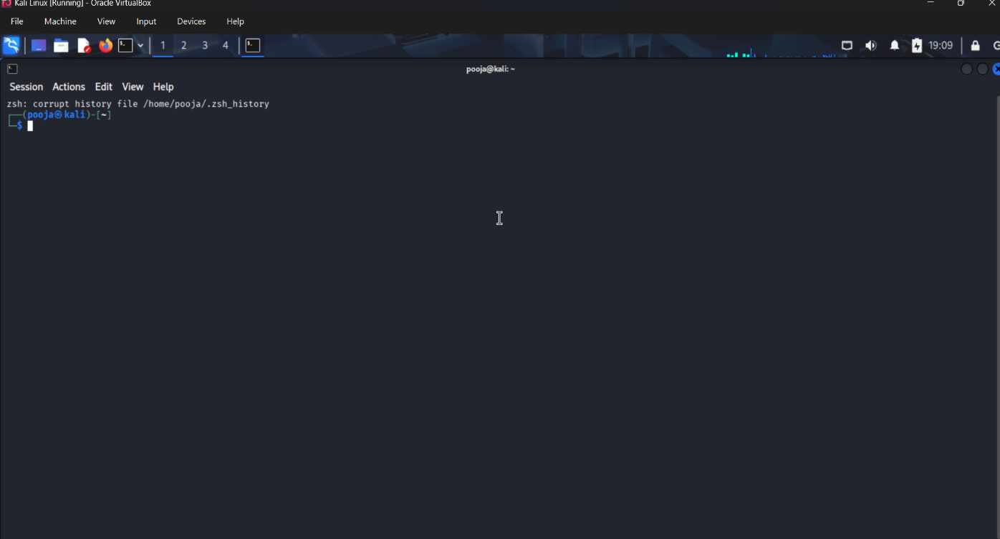 Kali Linux [Running] - Oracle VirtualBox
File Machine View Input Devices Help
1 2 3 4 19:09
pooja@kali: ~
Session Actions Edit View Help
zsh: corrupt history file /home/pooja/.zsh_history
┌──(pooja㉿kali)-[~]
└─$